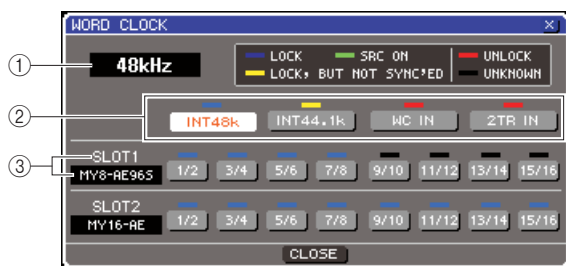 WORD CLOCK
① 48kHz
LOCK SRC ON UNLOCK
LOCK, BUT NOT SYNC'ED UNKNOWN
② INT48k INT44.1k WC IN 2TR IN
③ SLOT1
MY8-AE96S 1/2 3/4 5/6 7/8 9/10 11/12 13/14 15/16
SLOT2
MY16-AE 1/2 3/4 5/6 7/8 9/10 11/12 13/14 15/16
CLOSE